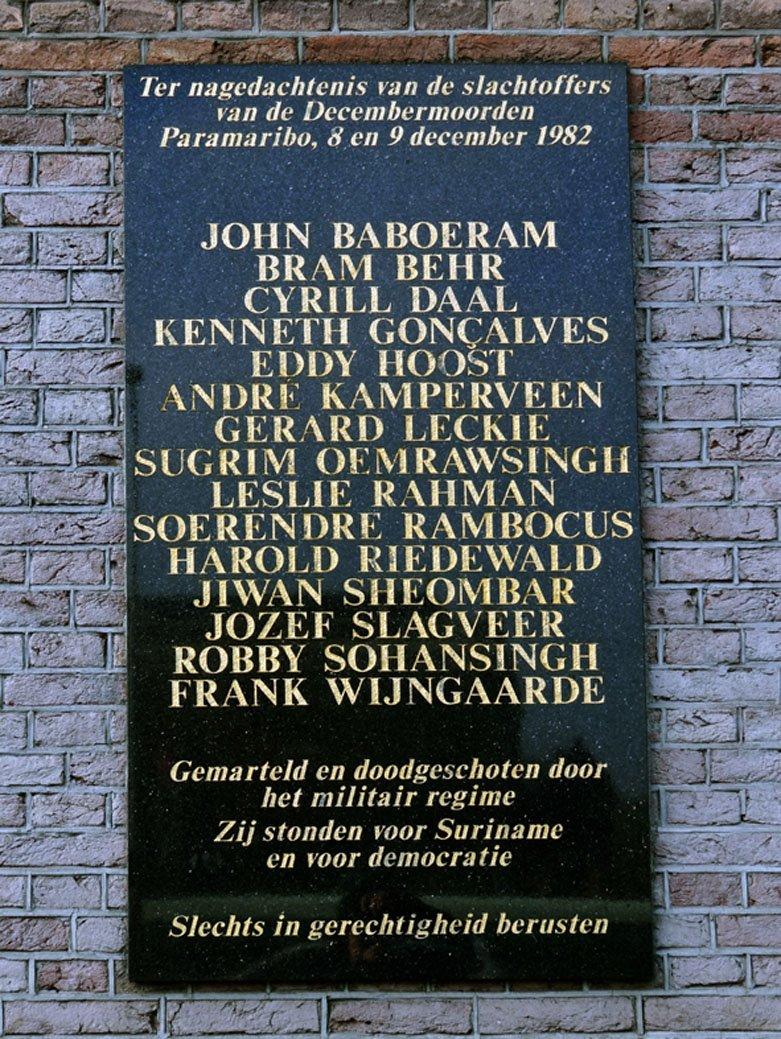 Ter nagedachtenis van de slachtoffers
van de Decembermoorden
Paramaribo, 8 en 9 december 1982
JOHN BABOERAM
BRAM BEHR
CYRILL DAAL
KENNETH GONÇALVES
EDDY HOOST
ANDRÉ KAMPERVEEN
GERARD LECKIE
SUGRIM OEMRAWSINGH
LESLIE RAHMAN
SOERENDRE RAMBOCUS
HAROLD RIEDEWALD
JIWAN SHEOMBAR
JOZEF SLAGVEER
ROBBY SOHANSINGH
FRANK WIJNGAARDE
Gemarteld en doodgeschoten door
het militair regime
Zij stonden voor Suriname
en voor democratie
Slechts in gerechtigheid berusten